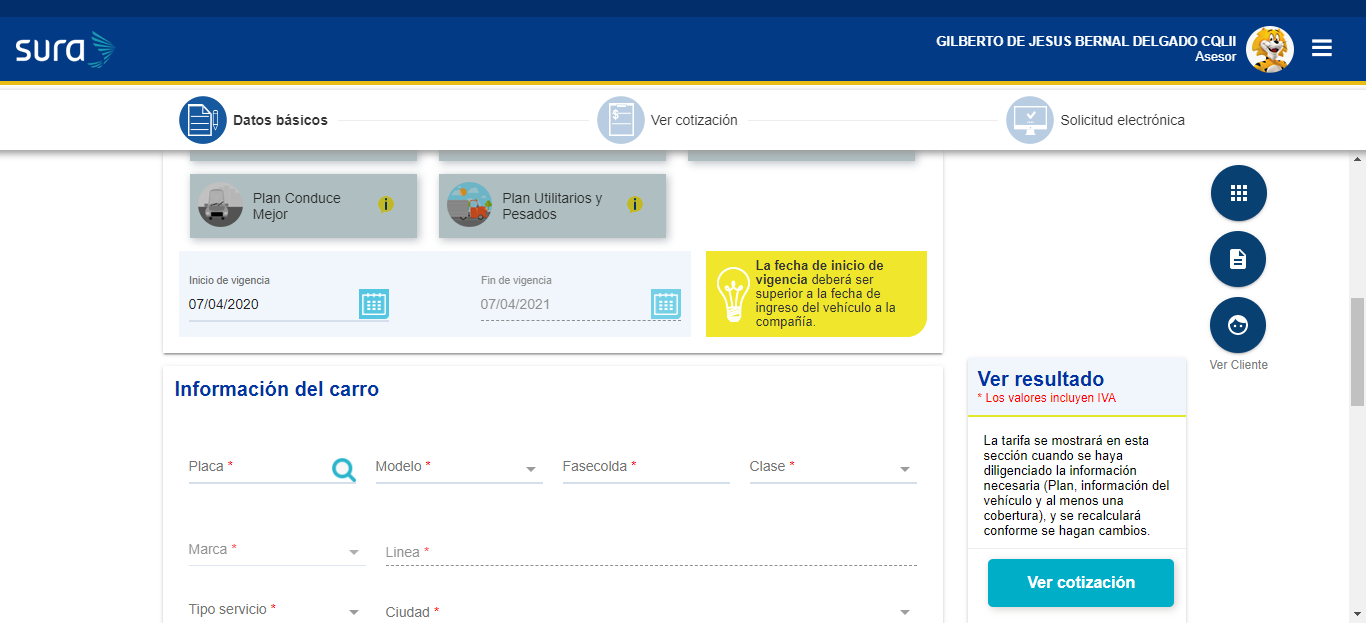 sura
GILBERTO DE JESUS BERNAL DELGADO CQLII
Asesor
Datos básicos
Ver cotización
Solicitud electrónica
Plan Conduce
Mejor
i
Plan Utilitarios y
Pesados
i
Inicio de vigencia
07/04/2020
Fin de vigencia
07/04/2021
La fecha de inicio de
vigencia deberá ser
superior a la fecha de
ingreso del vehículo a la
compañía.
Ver Cliente
Información del carro
Placa *
Modelo *
Fasecolda *
Clase *
Marca *
Linea *
Tipo servicio *
Ciudad *
Ver resultado
* Los valores incluyen IVA
La tarifa se mostrará en esta
sección cuando se haya
diligenciado la información
necesaria (Plan, información del
vehículo y al menos una
cobertura), y se recalculará
conforme se hagan cambios.
Ver cotización